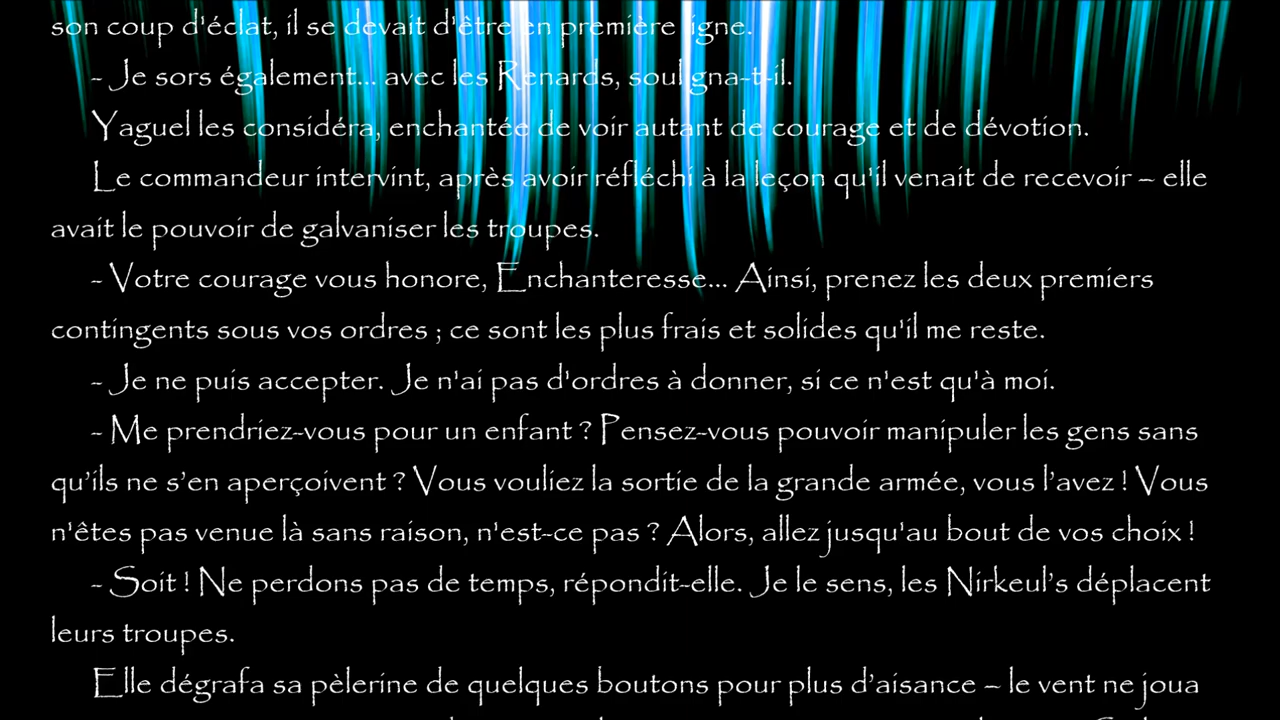 son coup d'éclat, il se devait d'être en première ligne.
- Je sors également... avec les Renards, souligna-t-il.
Yaguel les considéra, enchantée de voir autant de courage et de dévotion.
Le commandeur intervint, après avoir réfléchi à la leçon qu'il venait de recevoir – elle
avait le pouvoir de galvaniser les troupes.
- Votre courage vous honore, Enchanteresse... Ainsi, prenez les deux premiers
contingents sous vos ordres ; ce sont les plus frais et solides qu'il me reste.
- Je ne puis accepter. Je n'ai pas d'ordres à donner, si ce n'est qu'à moi.
- Me prendriez-vous pour un enfant ? Pensez-vous pouvoir manipuler les gens sans
qu’ils ne s’en aperçoivent ? Vous vouliez la sortie de la grande armée, vous l’avez ! Vous
n'êtes pas venue là sans raison, n'est-ce pas ? Alors, allez jusqu'au bout de vos choix !
- Soit ! Ne perdons pas de temps, répondit-elle. Je le sens, les Nirkeul’s déplacent
leurs troupes.
Elle dégrafa sa pèlerine de quelques boutons pour plus d’aisance – le vent ne joua